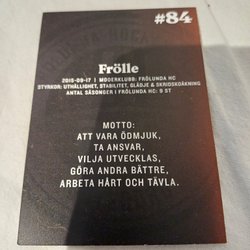 #84
Frölle
2015-09-17 | MODERKLUBB: FRÖLUNDA HC
STYRKOR: UTHÅLLIGHET, STABILITET, GLÄDJE & SKRIDSKOÅKNING
ANTAL SÄSONGER I FRÖLUNDA HC: 9 ST
MOTTO:
ATT VARA ÖDMJUK,
TA ANSVAR,
VILJA UTVECKLAS,
GÖRA ANDRA BÄTTRE,
ARBETA HÅRT OCH TÄVLA.